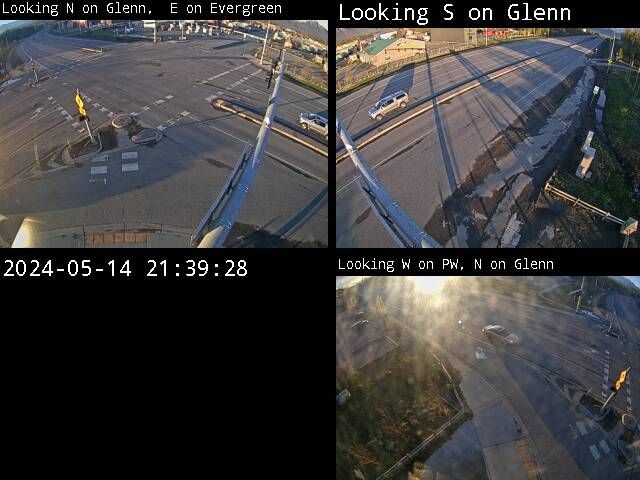 Looking N on Glenn,  E on Evergreen
Looking S on Glenn
2024-05-14 21:39:28
Looking W on PW, N on Glenn